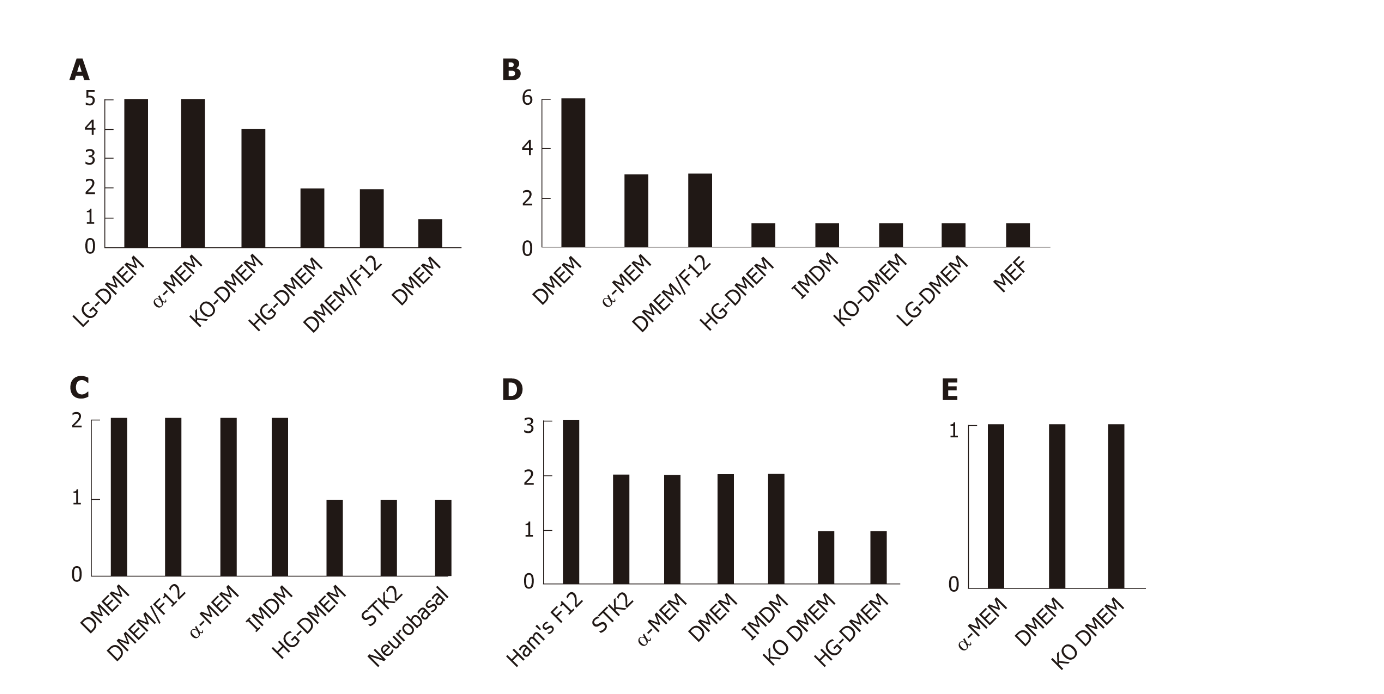 A
5
4
3
2
1
0
LG-DMEM
α-MEM
KO-DMEM
HG-DMEM
DMEM/F12
DMEM
B
6
4
2
0
DMEM
α-MEM
DMEM/F12
HG-DMEM
IMDM
KO-DMEM
LG-DMEM
MEF
C
2
1
0
DMEM
DMEM/F12
α-MEM
IMDM
HG-DMEM
STK2
Neurobasal
D
3
2
1
0
Ham's F12
STK2
α-MEM
DMEM
IMDM
KO DMEM
HG-DMEM
E
1
0
α-MEM
DMEM
KO DMEM